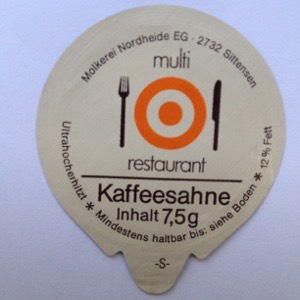 Molkerei Nordheide EG · 2732 Sittensen
multi
restaurant
Kaffeesahne
Inhalt 7,5g
Ultrahocherhitzt * Mindestens haltbar bis: siehe Boden * 12% Fett
-S-